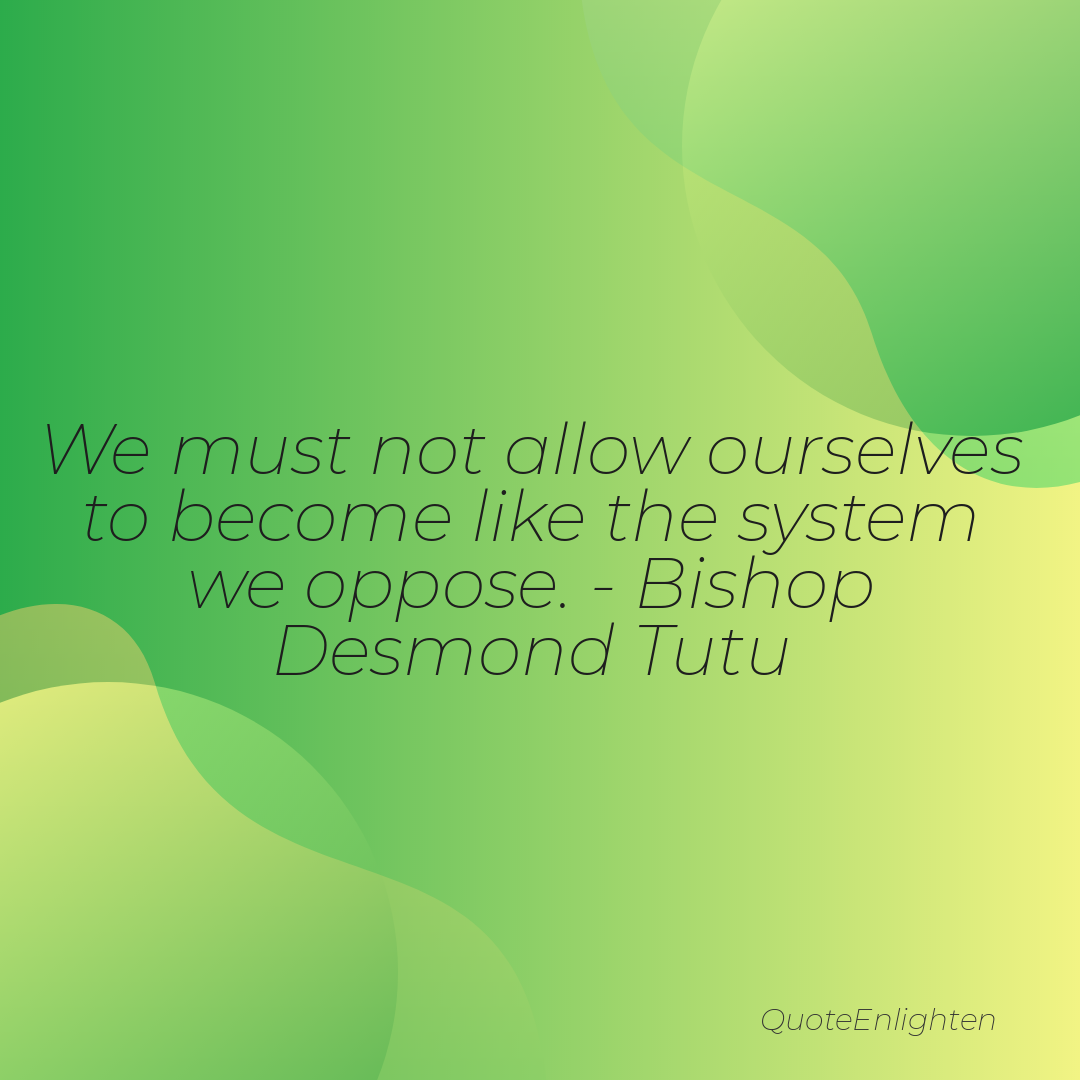 We must not allow ourselves
to become like the system
we oppose. - Bishop
Desmond Tutu
QuoteEnlighten